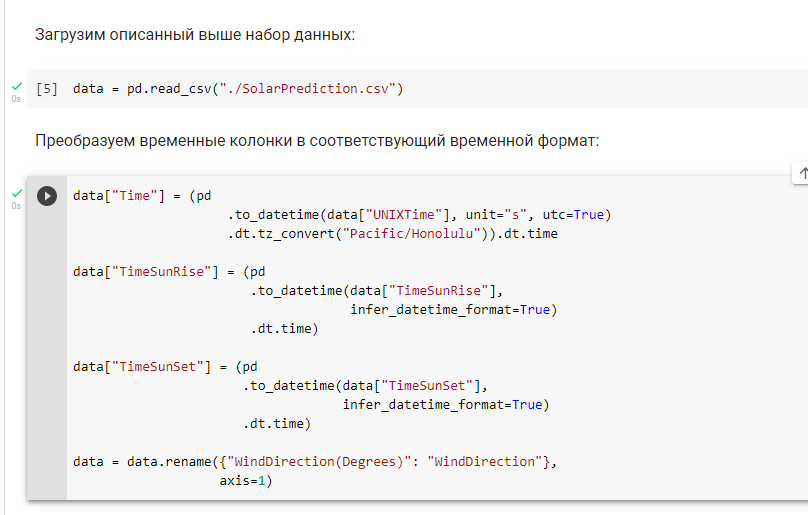 Загрузим описанный выше набор данных:
[5] data = pd.read_csv("./SolarPrediction.csv")
0s
Преобразуем временные колонки в соответствующий временной формат:
data["Time"] = (pd
0s
.to_datetime(data["UNIXTime"], unit="s", utc=True)
.dt.tz_convert("Pacific/Honolulu")).dt.time
data["TimeSunRise"] = (pd
.to_datetime(data["TimeSunRise"],
infer_datetime_format=True)
.dt.time)
data["TimeSunSet"] = (pd
.to_datetime(data["TimeSunSet"],
infer_datetime_format=True)
.dt.time)
data = data.rename({"WindDirection(Degrees)": "WindDirection"},
axis=1)